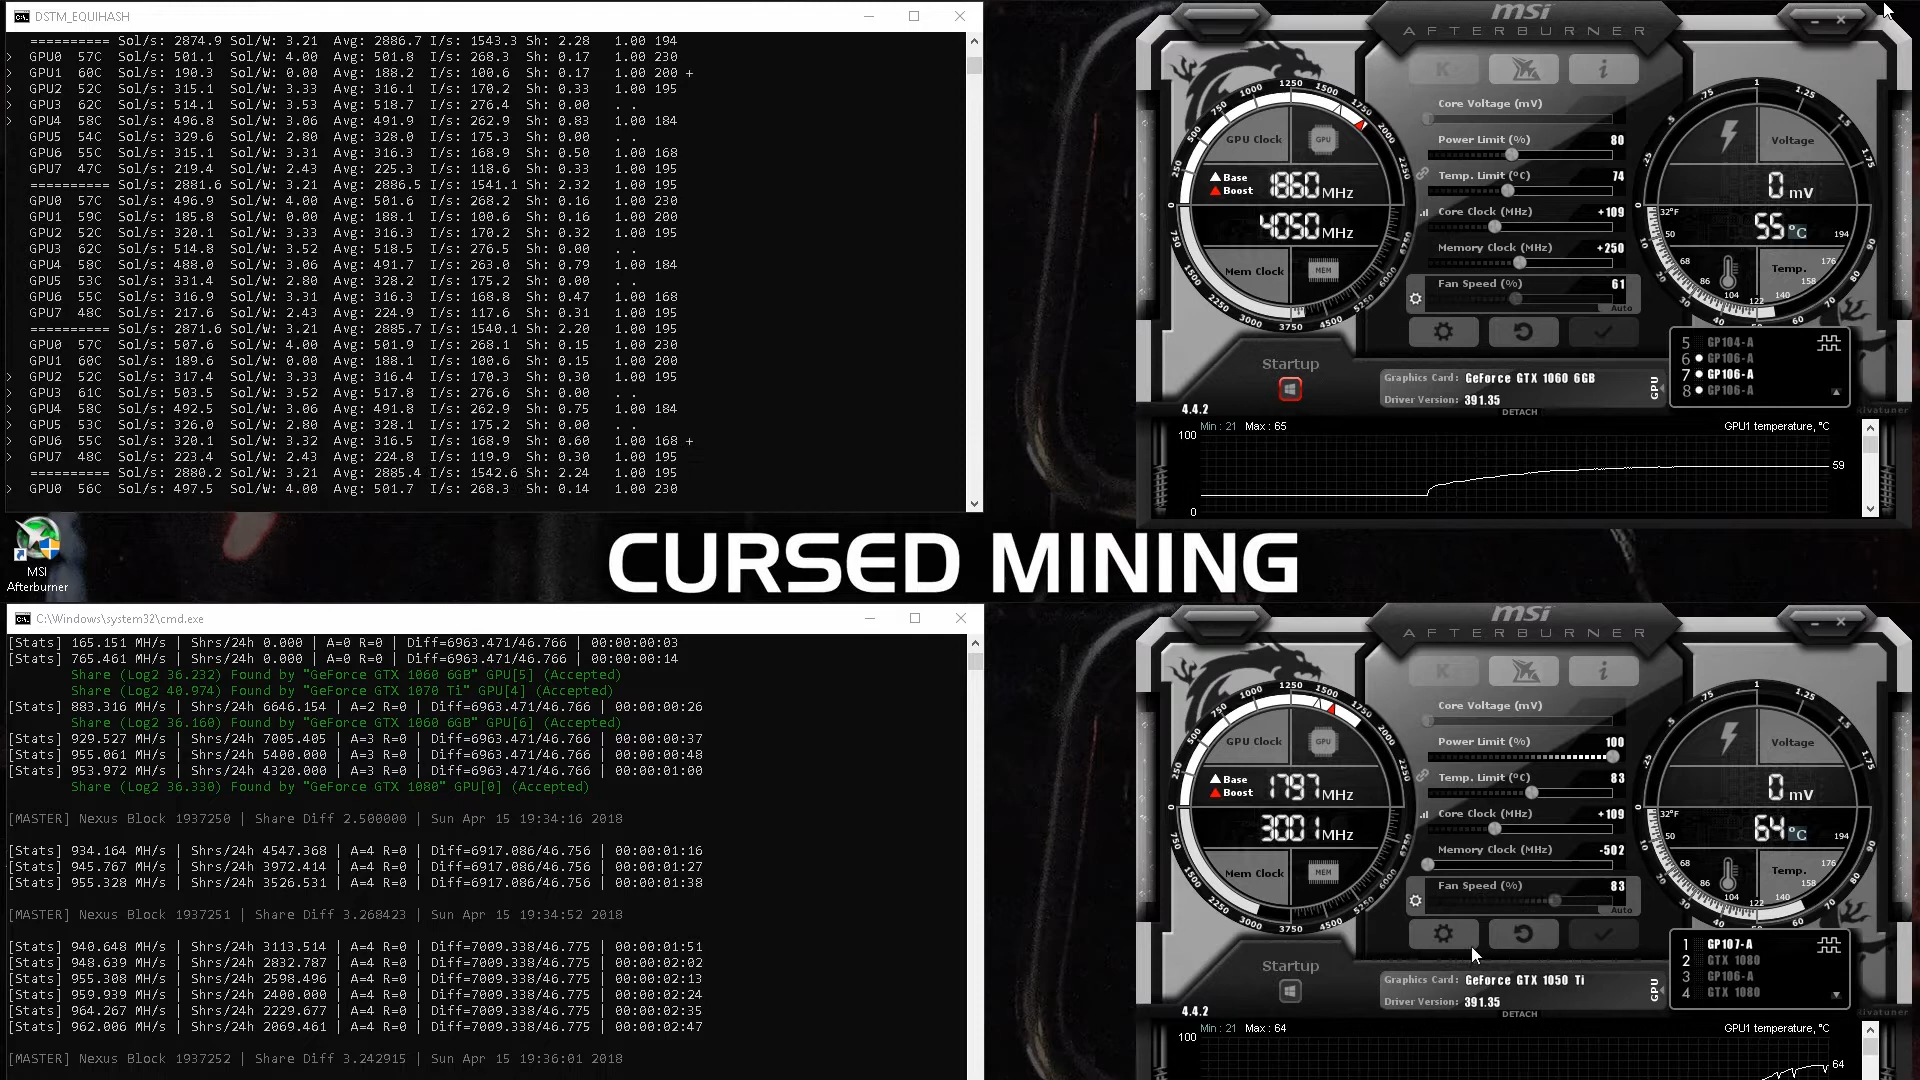 DSTM_EQUIHASH
========== Sol/s: 2874.9 Sol/W: 3.21 Avg: 2886.7 I/s: 1543.3 Sh: 2.28 1.00 194
> GPU0 57C Sol/s: 501.1 Sol/W: 4.00 Avg: 501.8 I/s: 268.3 Sh: 0.17 1.00 230
> GPU1 60C Sol/s: 190.3 Sol/W: 0.00 Avg: 188.2 I/s: 100.6 Sh: 0.17 1.00 200 +
> GPU2 52C Sol/s: 315.1 Sol/W: 3.33 Avg: 316.1 I/s: 170.2 Sh: 0.33 1.00 195
> GPU3 62C Sol/s: 514.1 Sol/W: 3.53 Avg: 518.7 I/s: 276.4 Sh: 0.00 . .
> GPU4 58C Sol/s: 496.8 Sol/W: 3.06 Avg: 491.9 I/s: 262.9 Sh: 0.83 1.00 184
GPU5 54C Sol/s: 329.6 Sol/W: 2.80 Avg: 328.0 I/s: 175.3 Sh: 0.00 . .
GPU6 55C Sol/s: 315.1 Sol/W: 3.31 Avg: 316.3 I/s: 168.9 Sh: 0.50 1.00 168
GPU7 47C Sol/s: 219.4 Sol/W: 2.43 Avg: 225.3 I/s: 118.6 Sh: 0.33 1.00 195
========== Sol/s: 2881.6 Sol/W: 3.21 Avg: 2886.5 I/s: 1541.1 Sh: 2.32 1.00 195
GPU0 57C Sol/s: 496.9 Sol/W: 4.00 Avg: 501.6 I/s: 268.2 Sh: 0.16 1.00 230
GPU1 59C Sol/s: 185.8 Sol/W: 0.00 Avg: 188.1 I/s: 100.6 Sh: 0.16 1.00 200
GPU2 52C Sol/s: 320.1 Sol/W: 3.33 Avg: 316.3 I/s: 170.2 Sh: 0.32 1.00 195
GPU3 62C Sol/s: 514.8 Sol/W: 3.52 Avg: 518.5 I/s: 276.5 Sh: 0.00 . .
GPU4 58C Sol/s: 488.0 Sol/W: 3.06 Avg: 491.7 I/s: 263.0 Sh: 0.79 1.00 184
GPU5 53C Sol/s: 331.4 Sol/W: 2.80 Avg: 328.2 I/s: 175.2 Sh: 0.00 . .
GPU6 55C Sol/s: 316.9 Sol/W: 3.31 Avg: 316.3 I/s: 168.8 Sh: 0.47 1.00 168
GPU7 48C Sol/s: 217.6 Sol/W: 2.43 Avg: 224.9 I/s: 117.6 Sh: 0.31 1.00 195
========== Sol/s: 2871.6 Sol/W: 3.21 Avg: 2885.7 I/s: 1540.1 Sh: 2.20 1.00 195
GPU0 57C Sol/s: 507.6 Sol/W: 4.00 Avg: 501.9 I/s: 268.1 Sh: 0.15 1.00 230
GPU1 60C Sol/s: 189.6 Sol/W: 0.00 Avg: 188.1 I/s: 100.6 Sh: 0.15 1.00 200
> GPU2 52C Sol/s: 317.4 Sol/W: 3.33 Avg: 316.4 I/s: 170.3 Sh: 0.30 1.00 195
> GPU3 61C Sol/s: 503.5 Sol/W: 3.52 Avg: 517.8 I/s: 276.6 Sh: 0.00 . .
> GPU4 58C Sol/s: 492.5 Sol/W: 3.06 Avg: 491.8 I/s: 262.9 Sh: 0.75 1.00 184
> GPU5 53C Sol/s: 326.0 Sol/W: 2.80 Avg: 328.1 I/s: 175.2 Sh: 0.00 . .
> GPU6 55C Sol/s: 320.1 Sol/W: 3.32 Avg: 316.5 I/s: 168.9 Sh: 0.60 1.00 168 +
> GPU7 48C Sol/s: 223.4 Sol/W: 2.43 Avg: 224.8 I/s: 119.9 Sh: 0.30 1.00 195
========== Sol/s: 2880.2 Sol/W: 3.21 Avg: 2885.4 I/s: 1542.6 Sh: 2.24 1.00 195
> GPU0 56C Sol/s: 497.5 Sol/W: 4.00 Avg: 501.7 I/s: 268.3 Sh: 0.14 1.00 230
msi
AFTERBURNER
GPU Clock
GPU
Base
Boost
1860 MHz
4050 MHz
Mem Clock
MEM
Core Voltage (mV)
Power Limit (%) 80
Temp. Limit (°C) 74
Core Clock (MHz) +109
Memory Clock (MHz) +250
Fan Speed (%) 61
Auto
Voltage
0 mV
55 °C
Temp.
Startup
4.4.2
Graphics Card: GeForce GTX 1060 6GB
Driver Version: 391.35
DETACH
GPU
5 GP104-A
6 GP106-A
7 GP106-A
8 GP106-A
Min : 21 Max : 65
GPU1 temperature, °C
100
59
0
MSI
Afterburner
CURSED MINING
C:\Windows\system32\cmd.exe
[Stats] 165.151 MH/s | Shrs/24h 0.000 | A=0 R=0 | Diff=6963.471/46.766 | 00:00:00:03
[Stats] 765.461 MH/s | Shrs/24h 0.000 | A=0 R=0 | Diff=6963.471/46.766 | 00:00:00:14
Share (Log2 36.232) Found by "GeForce GTX 1060 6GB" GPU[5] (Accepted)
Share (Log2 40.974) Found by "GeForce GTX 1070 Ti" GPU[4] (Accepted)
[Stats] 883.316 MH/s | Shrs/24h 6646.154 | A=2 R=0 | Diff=6963.471/46.766 | 00:00:00:26
Share (Log2 36.160) Found by "GeForce GTX 1060 6GB" GPU[6] (Accepted)
[Stats] 929.527 MH/s | Shrs/24h 7005.405 | A=3 R=0 | Diff=6963.471/46.766 | 00:00:00:37
[Stats] 955.061 MH/s | Shrs/24h 5400.000 | A=3 R=0 | Diff=6963.471/46.766 | 00:00:00:48
[Stats] 953.972 MH/s | Shrs/24h 4320.000 | A=3 R=0 | Diff=6963.471/46.766 | 00:00:01:00
Share (Log2 36.330) Found by "GeForce GTX 1080" GPU[0] (Accepted)
[MASTER] Nexus Block 1937250 | Share Diff 2.500000 | Sun Apr 15 19:34:16 2018
[Stats] 934.164 MH/s | Shrs/24h 4547.368 | A=4 R=0 | Diff=6917.086/46.756 | 00:00:01:16
[Stats] 945.767 MH/s | Shrs/24h 3972.414 | A=4 R=0 | Diff=6917.086/46.756 | 00:00:01:27
[Stats] 955.328 MH/s | Shrs/24h 3526.531 | A=4 R=0 | Diff=6917.086/46.756 | 00:00:01:38
[MASTER] Nexus Block 1937251 | Share Diff 3.268423 | Sun Apr 15 19:34:52 2018
[Stats] 940.648 MH/s | Shrs/24h 3113.514 | A=4 R=0 | Diff=7009.338/46.775 | 00:00:01:51
[Stats] 948.639 MH/s | Shrs/24h 2832.787 | A=4 R=0 | Diff=7009.338/46.775 | 00:00:02:02
[Stats] 955.308 MH/s | Shrs/24h 2598.496 | A=4 R=0 | Diff=7009.338/46.775 | 00:00:02:13
[Stats] 959.939 MH/s | Shrs/24h 2400.000 | A=4 R=0 | Diff=7009.338/46.775 | 00:00:02:24
[Stats] 964.267 MH/s | Shrs/24h 2229.677 | A=4 R=0 | Diff=7009.338/46.775 | 00:00:02:35
[Stats] 962.006 MH/s | Shrs/24h 2069.461 | A=4 R=0 | Diff=7009.338/46.775 | 00:00:02:47
[MASTER] Nexus Block 1937252 | Share Diff 3.242915 | Sun Apr 15 19:36:01 2018
msi
AFTERBURNER
GPU Clock
GPU
Base
Boost
1797 MHz
3001 MHz
Mem Clock
MEM
Core Voltage (mV)
Power Limit (%) 100
Temp. Limit (°C) 83
Core Clock (MHz) +109
Memory Clock (MHz) -502
Fan Speed (%) 83
Auto
Voltage
0 mV
64 °C
Temp.
Startup
4.4.2
Graphics Card: GeForce GTX 1050 Ti
Driver Version: 391.35
DETACH
GPU
1 GP107-A
2 GTX 1080
3 GP106-A
4 GTX 1080
Min : 21 Max : 64
GPU1 temperature, °C
100
64